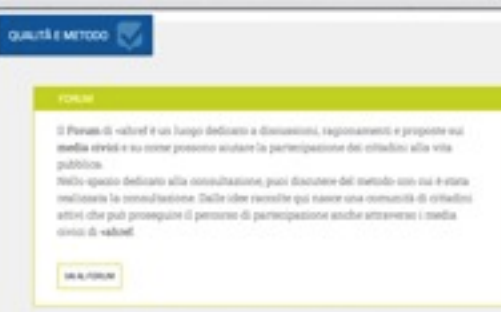 QUALITÀ E METODO
FORUM
Il Forum di <ahref è un luogo dedicato a discussioni, ragionamenti e proposte sui
media civici e su come possono aiutare la partecipazione dei cittadini alla vita
pubblica.
Nello spazio dedicato alla consultazione, puoi discutere del metodo con cui è stata
realizzata la consultazione. Dalle idee raccolte qui nasce una comunità di cittadini
attivi che può proseguire il percorso di partecipazione anche attraverso i media
civici di <ahref.
VAI AL FORUM